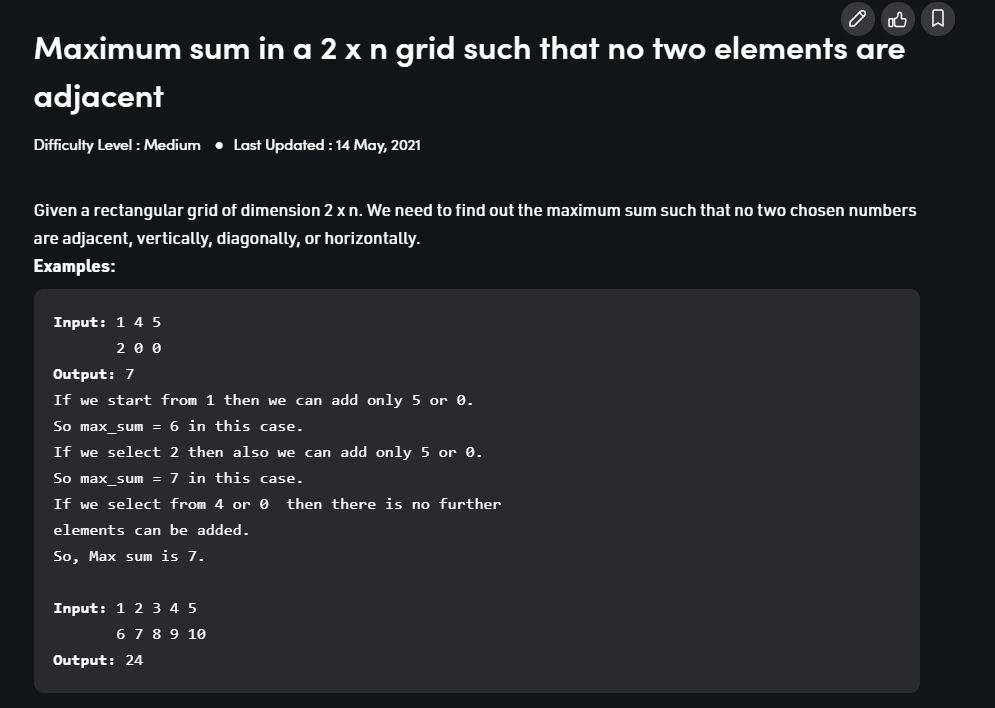 Maximum sum in a 2 x n grid such that no two elements are
adjacent
Difficulty Level : Medium ● Last Updated : 14 May, 2021
Given a rectangular grid of dimension 2 x n. We need to find out the maximum sum such that no two chosen numbers
are adjacent, vertically, diagonally, or horizontally.
Examples:
Input: 1 4 5
2 0 0
Output: 7
If we start from 1 then we can add only 5 or 0.
So max_sum = 6 in this case.
If we select 2 then also we can add only 5 or 0.
So max_sum = 7 in this case.
If we select from 4 or 0  then there is no further
elements can be added.
So, Max sum is 7.
Input: 1 2 3 4 5
6 7 8 9 10
Output: 24